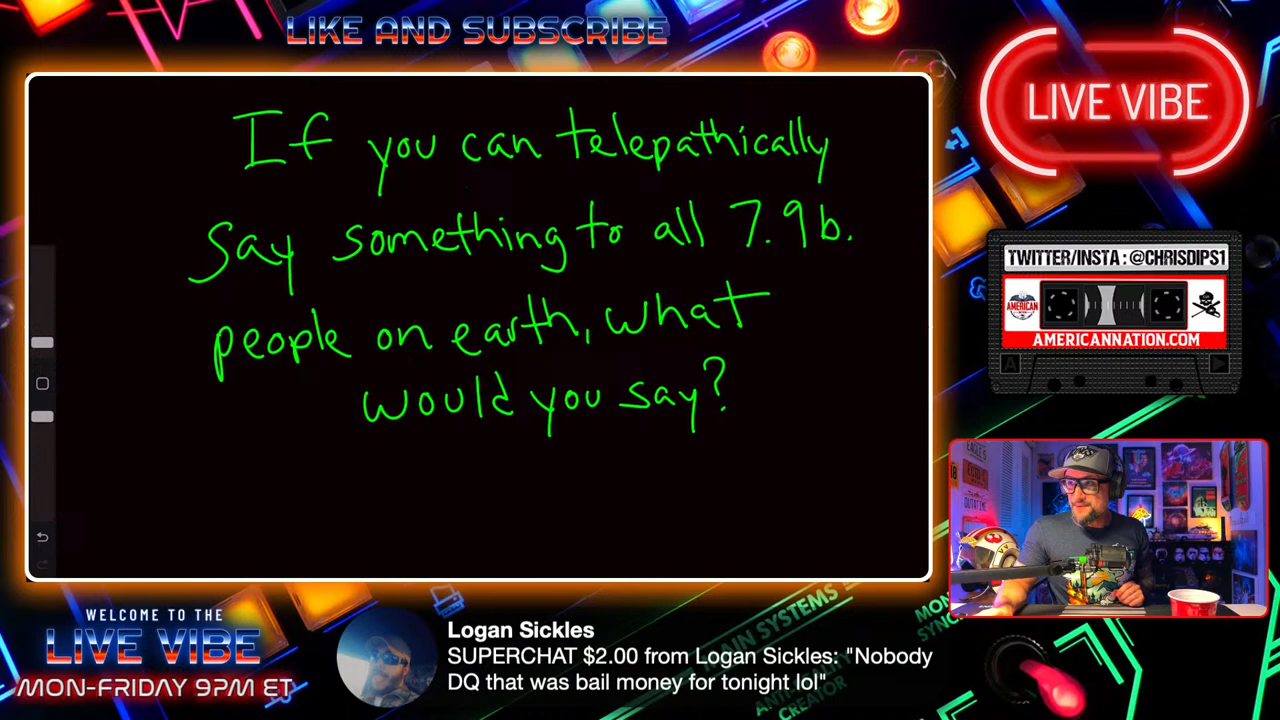 LIKE AND SUBSCRIBE
LIVE VIBE
If you can telepathically
say something to all 7.9 b.
people on earth, what
would you say?
TWITTER/INSTA : @CHRISDIPS1
AMERICAN
AMERICANNATION.COM
A
OUTATIME
WELCOME TO THE
LIVE VIBE
MON-FRIDAY 9PM ET
Logan Sickles
SUPERCHAT $2.00 from Logan Sickles: "Nobody
DQ that was bail money for tonight lol"